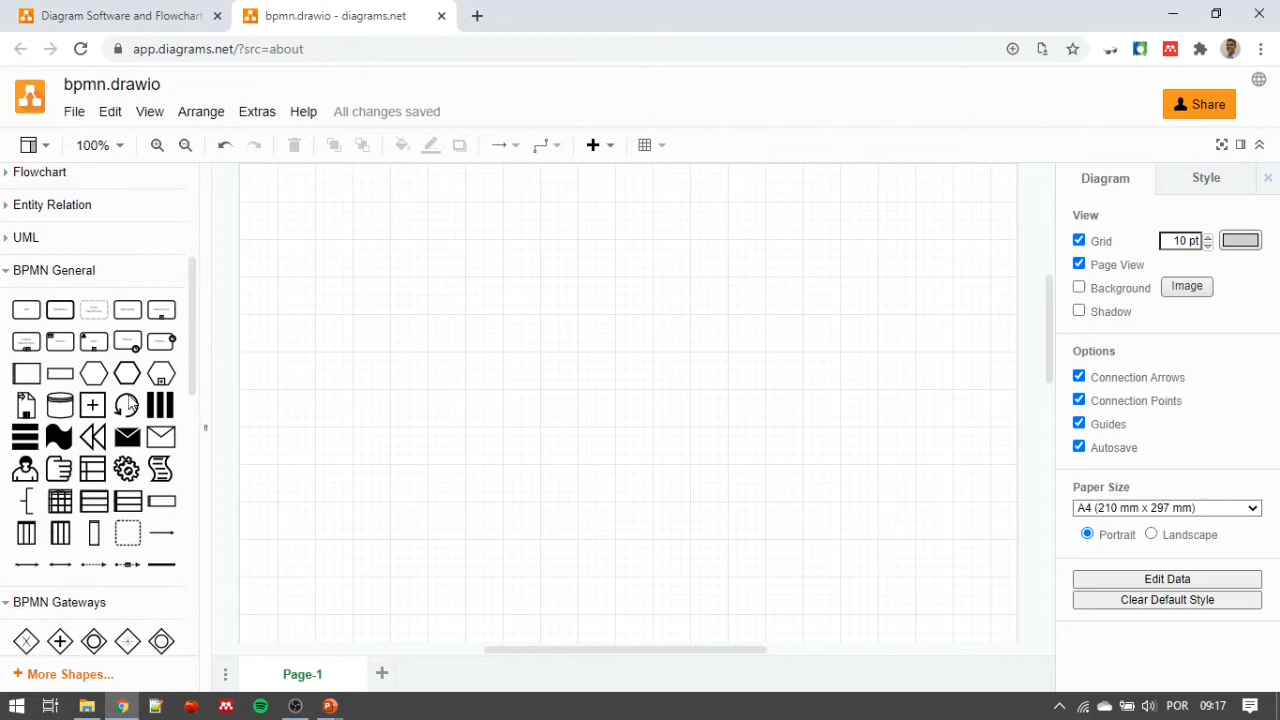 Diagram Software and Flowchart
bpmn.drawio - diagrams.net
app.diagrams.net/?src=about
bpmn.drawio
File Edit View Arrange Extras Help All changes saved
Share
100%
Flowchart
Entity Relation
UML
BPMN General
BPMN Gateways
+ More Shapes...
Diagram Style
View
Grid 10 pt
Page View
Background Image
Shadow
Options
Connection Arrows
Connection Points
Guides
Autosave
Paper Size
A4 (210 mm x 297 mm)
Portrait Landscape
Edit Data
Clear Default Style
Page-1
POR 09:17